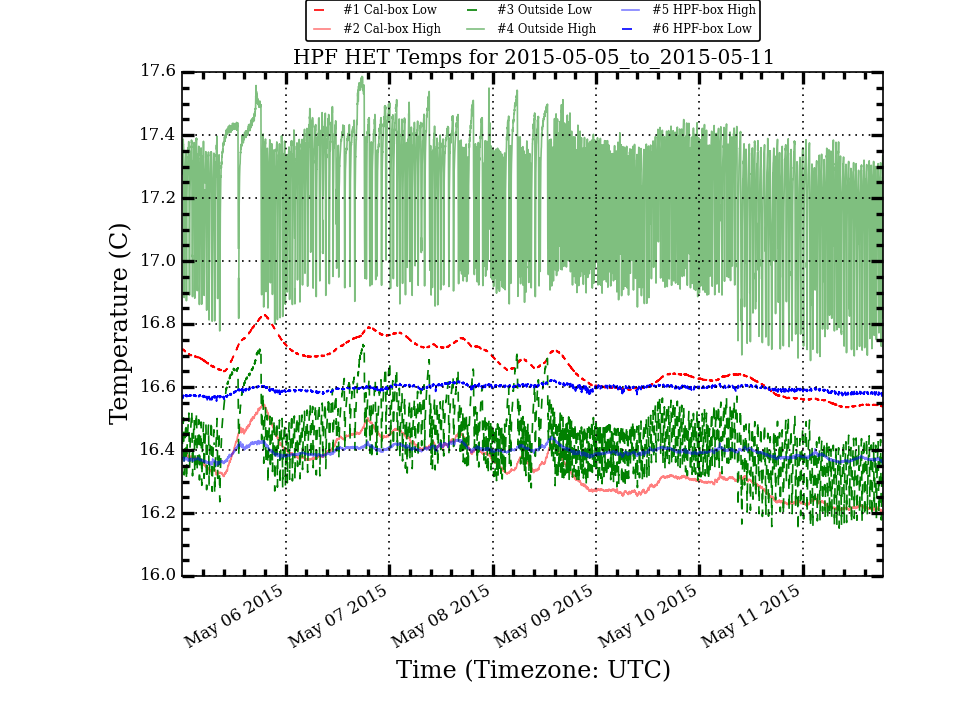 #1 Cal-box Low #3 Outside Low #5 HPF-box High
#2 Cal-box High #4 Outside High #6 HPF-box Low
HPF HET Temps for 2015-05-05_to_2015-05-11
17.6
17.4
17.2
17.0
16.8
16.6
16.4
16.2
16.0
Temperature (C)
May 06 2015 May 07 2015 May 08 2015 May 09 2015 May 10 2015 May 11 2015
Time (Timezone: UTC)